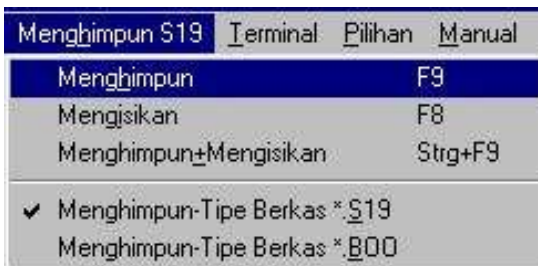 Menghimpun S19 Terminal Pilihan Manual
Menghimpun F9
Mengisikan F8
Menghimpun+Mengisikan Strg+F9
Menghimpun-Tipe Berkas *.S19
Menghimpun-Tipe Berkas *.BOO